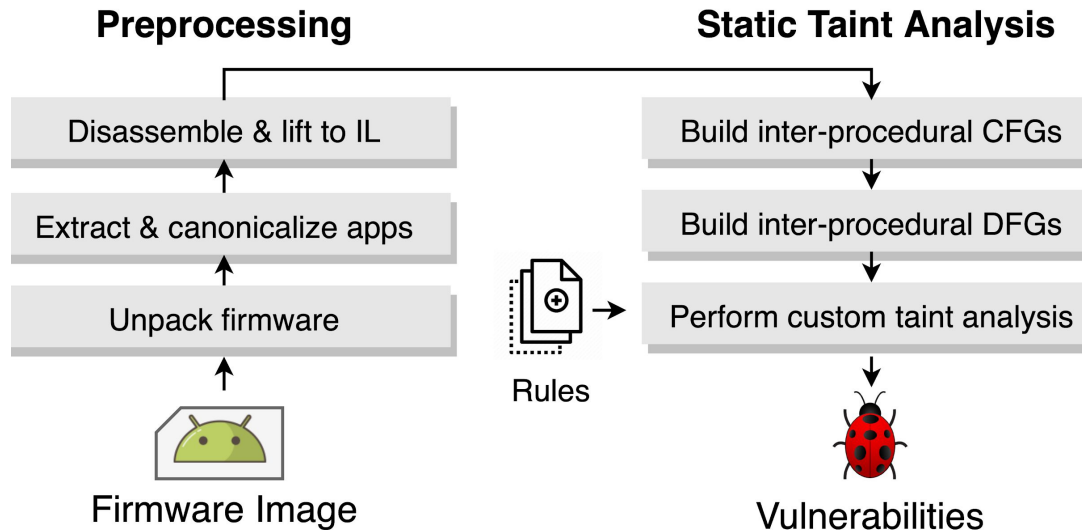 Preprocessing
Static Taint Analysis
Disassemble & lift to IL
Extract & canonicalize apps
Unpack firmware
Firmware Image
Build inter-procedural CFGs
Build inter-procedural DFGs
Perform custom taint analysis
Rules
Vulnerabilities